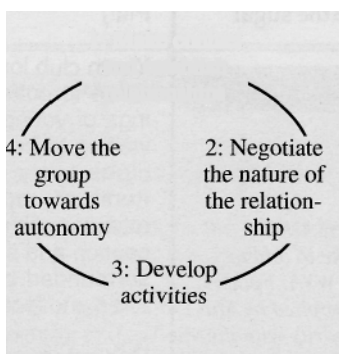 4: Move the
group
towards
autonomy
2: Negotiate
the nature of
the relation-
ship
3: Develop
activities